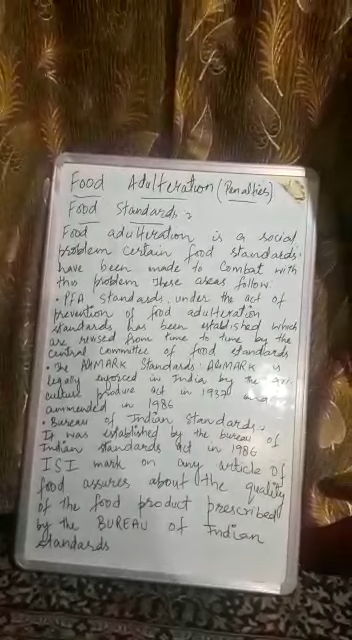 Food Adulteration (Penalties)
Food Standards :
Food adulteration is a social
problem certain food standards
have been made to combat with
this problem These areas follow:
• PFA standards, under the act of
prevention of food adulteration
standards has been established which
are revised from time to time by the
central committee of food standards
• The AGMARK Standards : AGMARK is
legally enforced in India by the agri
culture produce act in 1937 and
ammended in 1986
• Bureau of Indian Standards,
It was established by the bureau of
Indian standards act in 1986
ISI mark on any article of
food assures about the quality
of the food product prescribed
by the BUREAU of Indian
standards